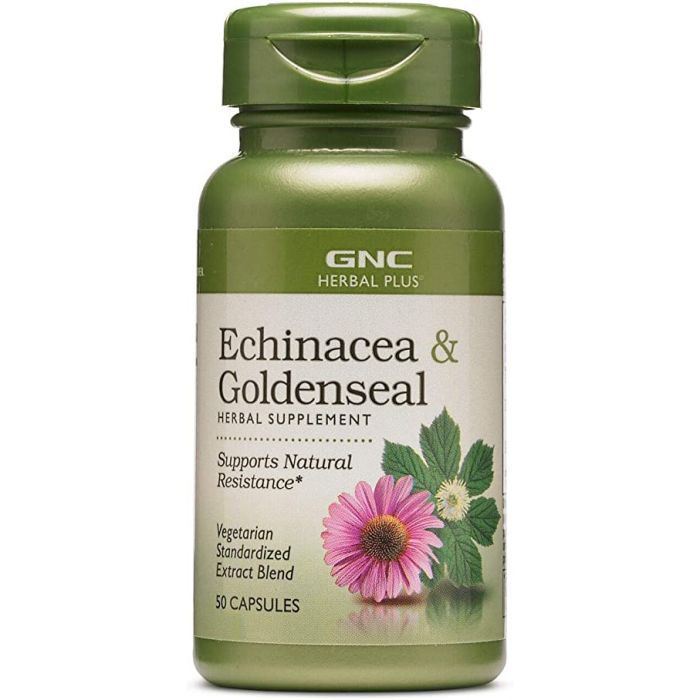 GNC
HERBAL PLUS
Echinacea &
Goldenseal
HERBAL SUPPLEMENT
Supports Natural
Resistance*
Vegetarian
Standardized
Extract Blend
50 CAPSULES